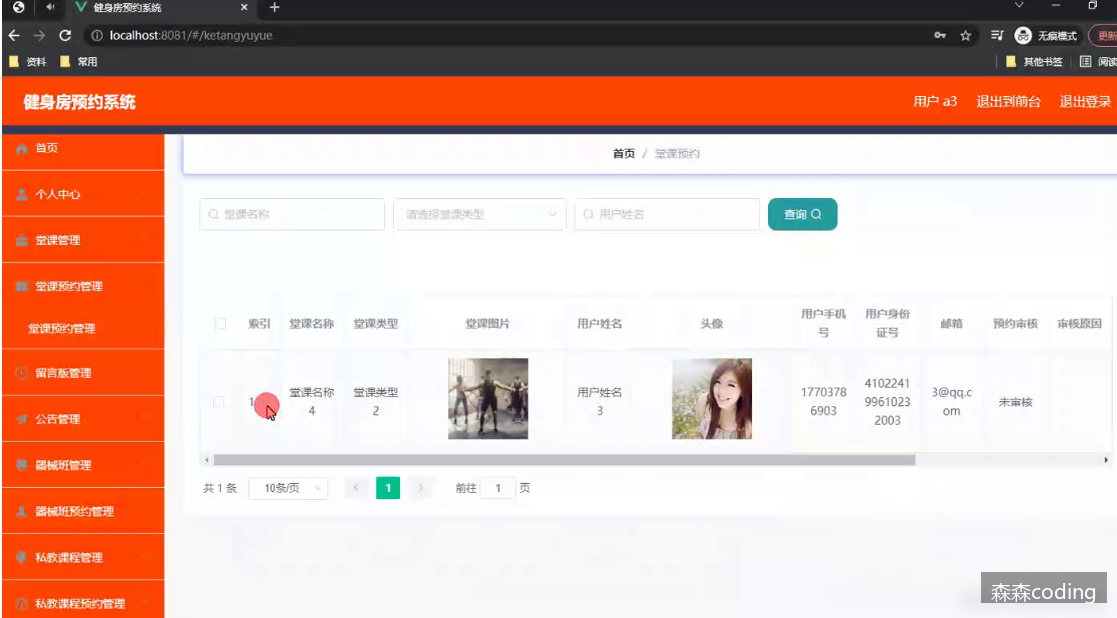 健身房预约系统
localhost:8081/#/ketangyuyue
无痕模式
更新
资料
常用
其他书签
阅读
健身房预约系统
用户 a3
退出到前台
退出登录
首页
个人中心
堂课管理
堂课预约管理
堂课预约管理
留言版管理
公告管理
器械班管理
器械班预约管理
私教课程管理
私教课程预约管理
首页 / 堂课预约
堂课名称
请选择堂课类型
用户姓名
查询
索引
堂课名称
堂课类型
堂课图片
用户姓名
头像
用户手机
号
用户身份
证号
邮箱
预约审核
审核原因
1
堂课名称
4
堂课类型
2
用户姓名
3
1770378
6903
4102241
9961023
2003
3@qq.c
om
未审核
共 1 条
10条/页
1
前往 1 页
森森coding